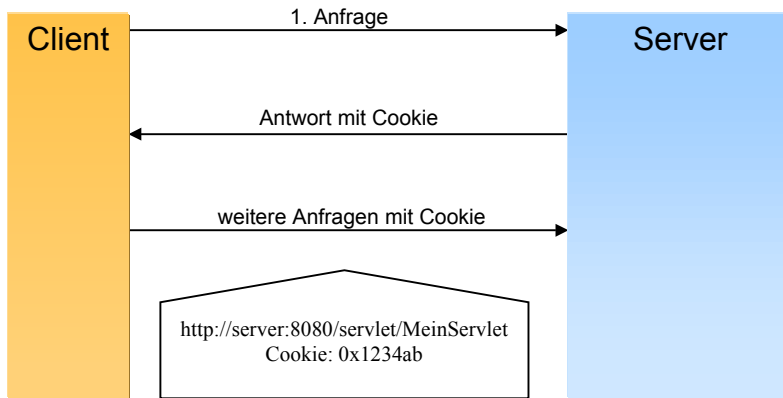 Client
1. Anfrage
Server
Antwort mit Cookie
weitere Anfragen mit Cookie
http://server:8080/servlet/MeinServlet
Cookie: 0x1234ab